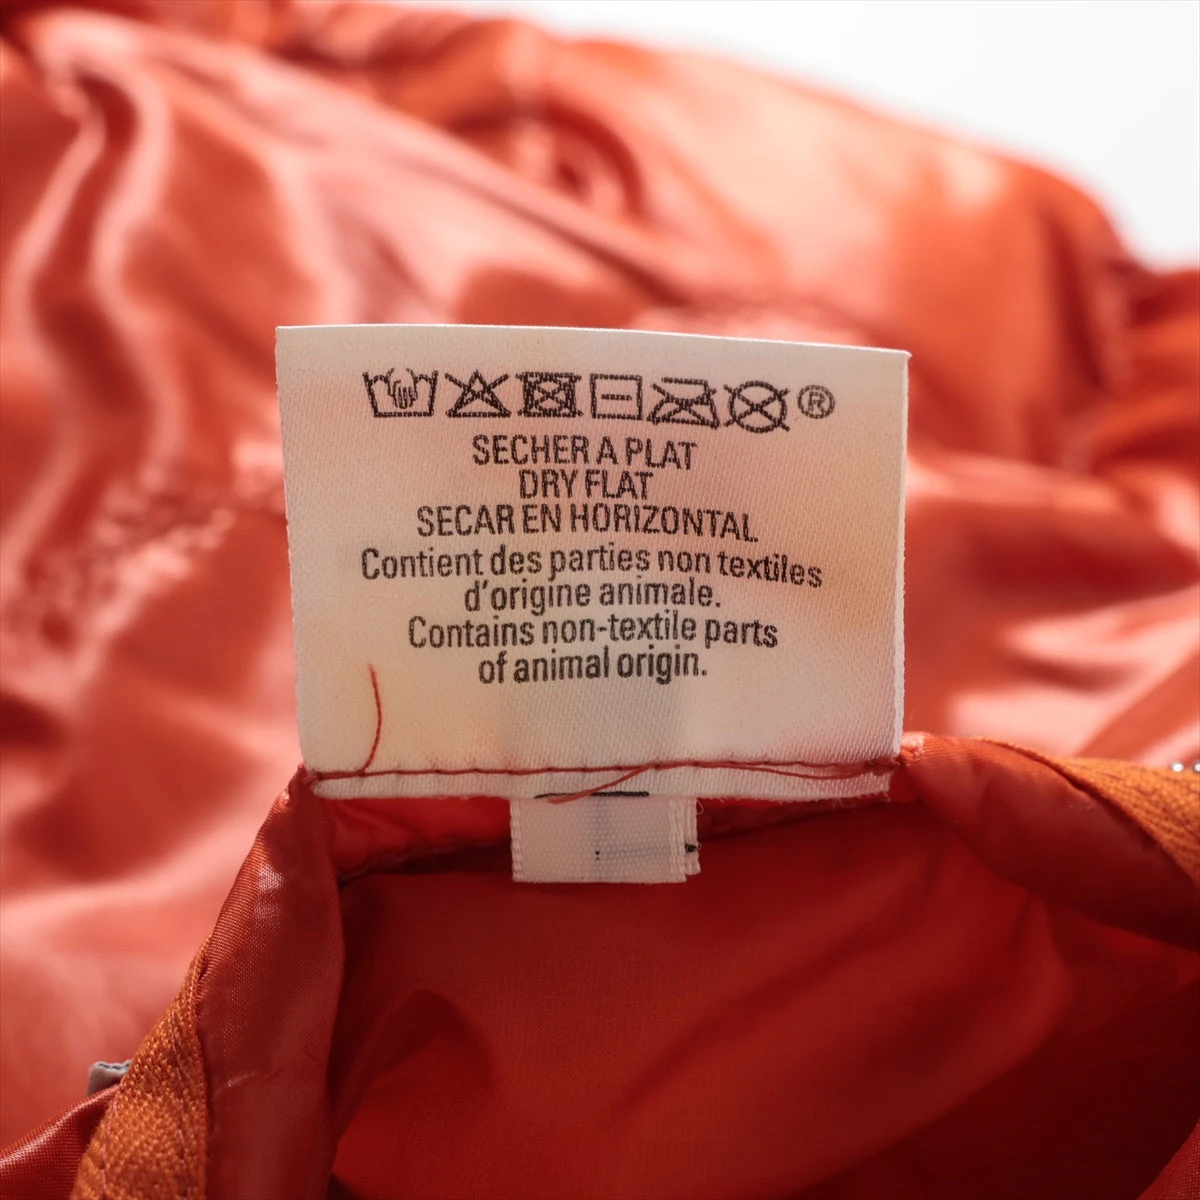 ®
SECHER A PLAT
DRY FLAT
SECAR EN HORIZONTAL
Contient des parties non textiles
d'origine animale.
Contains non-textile parts
of animal origin.